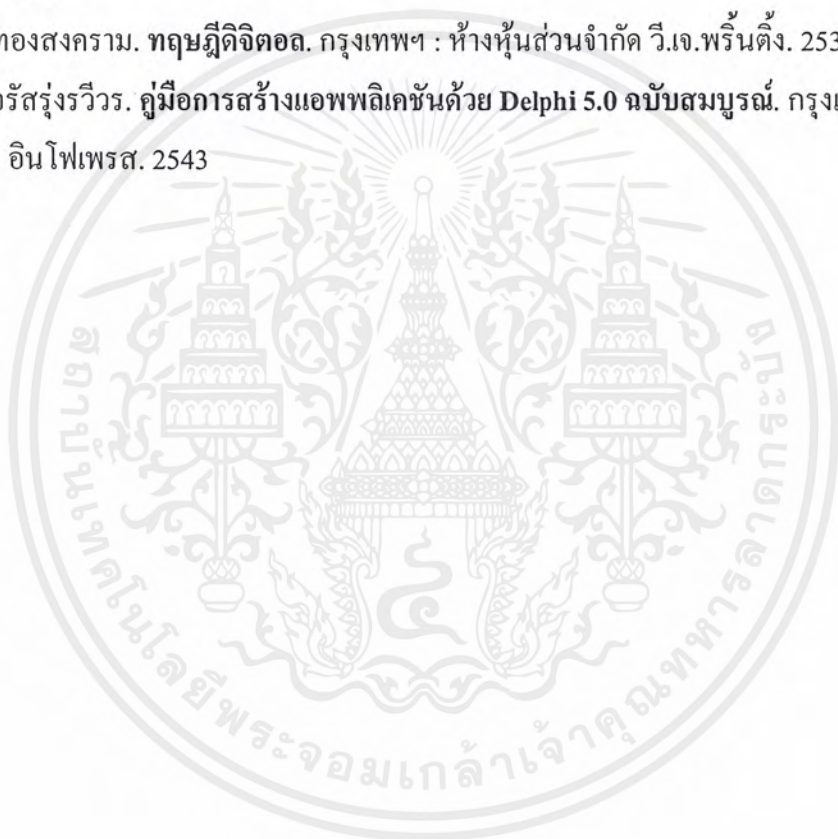 ทองสงคราม. ทฤษฎีดิจิตอล. กรุงเทพฯ : ห้างหุ้นส่วนจำกัด วี.เจ.พริ้นติ้ง. 253
จรัสรุ่งรวีวร. คู่มือการสร้างแอพพลิเคชันด้วย Delphi 5.0 ฉบับสมบูรณ์. กรุงเ
อินโฟเพรส. 2543
สถาบันเทคโนโลยีพระจอมเกล้าเจ้าคุณทหารลาดกระบัง